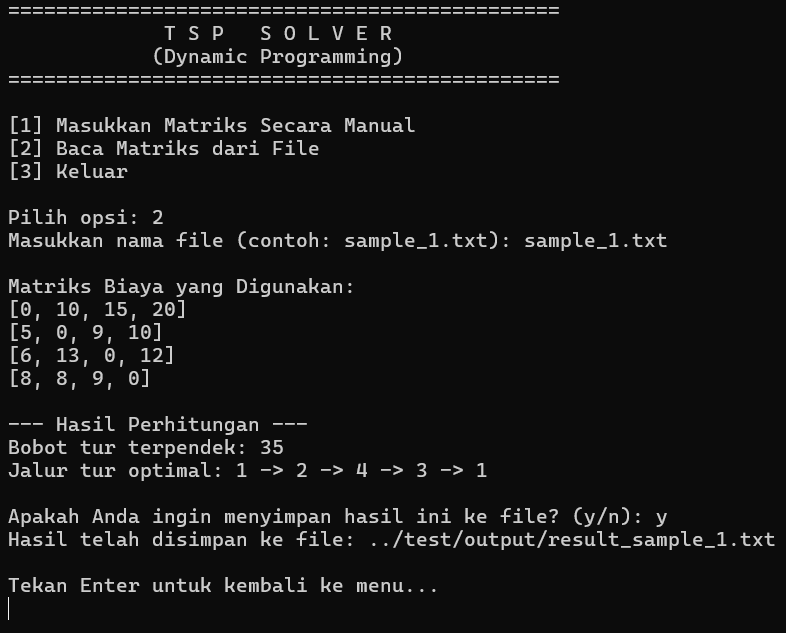 ==============================================
T S P   S O L V E R
(Dynamic Programming)
==============================================
[1] Masukkan Matriks Secara Manual
[2] Baca Matriks dari File
[3] Keluar
Pilih opsi: 2
Masukkan nama file (contoh: sample_1.txt): sample_1.txt
Matriks Biaya yang Digunakan:
[0, 10, 15, 20]
[5, 0, 9, 10]
[6, 13, 0, 12]
[8, 8, 9, 0]
--- Hasil Perhitungan ---
Bobot tur terpendek: 35
Jalur tur optimal: 1 -> 2 -> 4 -> 3 -> 1
Apakah Anda ingin menyimpan hasil ini ke file? (y/n): y
Hasil telah disimpan ke file: ../test/output/result_sample_1.txt
Tekan Enter untuk kembali ke menu...